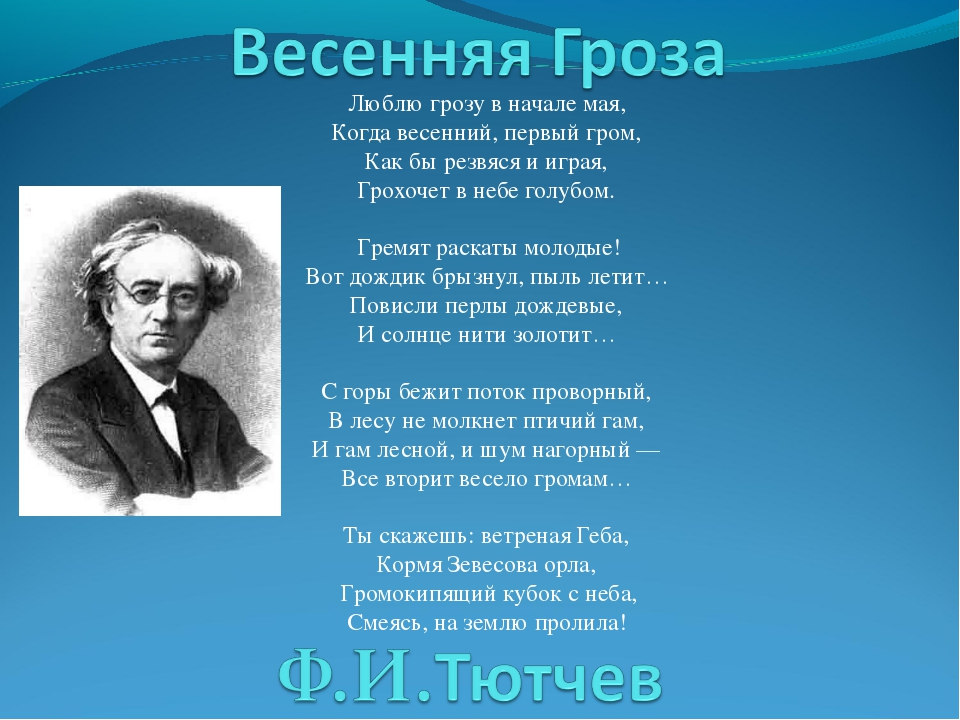 Весенняя Гроза
Люблю грозу в начале мая,
Когда весенний, первый гром,
Как бы резвяся и играя,
Грохочет в небе голубом.
Гремят раскаты молодые!
Вот дождик брызнул, пыль летит…
Повисли перлы дождевые,
И солнце нити золотит…
С горы бежит поток проворный,
В лесу не молкнет птичий гам,
И гам лесной, и шум нагорный —
Все вторит весело громам…
Ты скажешь: ветреная Геба,
Кормя Зевесова орла,
Громокипящий кубок с неба,
Смеясь, на землю пролила!
Ф.И.Тютчев